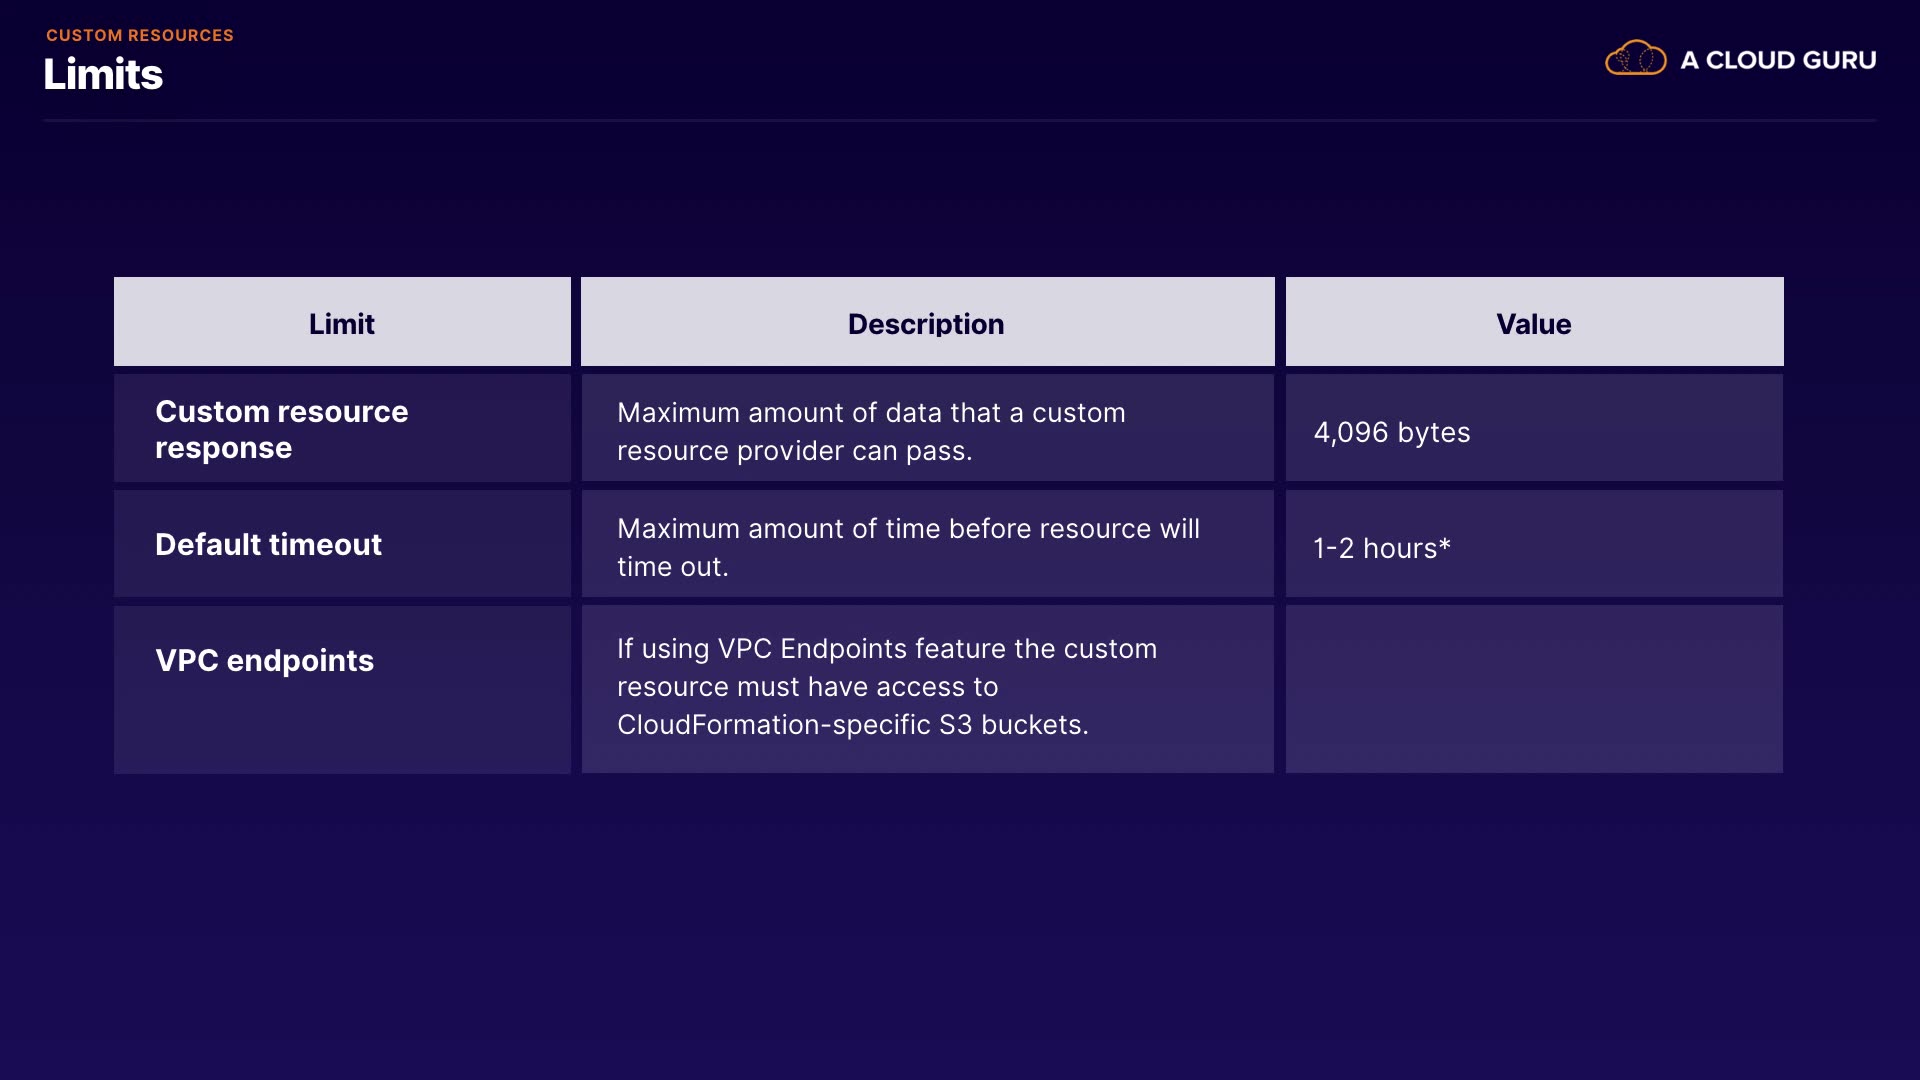 CUSTOM RESOURCES
Limits
A CLOUD GURU
Limit
Description
Value
Custom resource
response
Maximum amount of data that a custom
resource provider can pass.
4,096 bytes
Default timeout
Maximum amount of time before resource will
time out.
1-2 hours*
VPC endpoints
If using VPC Endpoints feature the custom
resource must have access to
CloudFormation-specific S3 buckets.